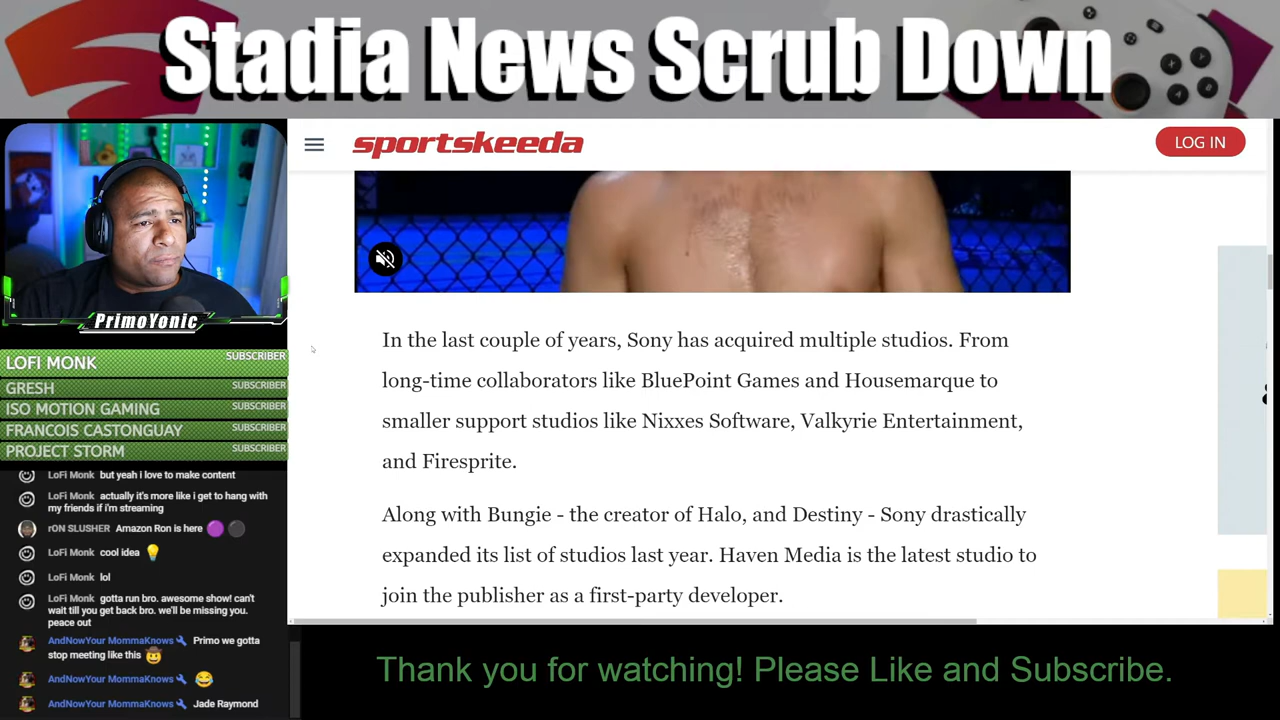 Stadia News Scrub Down
sportskeeda
LOG IN
PrimoYonic
LOFI MONK SUBSCRIBER
GRESH SUBSCRIBER
ISO MOTION GAMING SUBSCRIBER
FRANCOIS CASTONGUAY SUBSCRIBER
PROJECT STORM SUBSCRIBER
LoFi Monk but yeah i love to make content
LoFi Monk actually it's more like i get to hang with
my friends if i'm streaming
rON SLUSHER Amazon Ron is here
LoFi Monk cool idea
LoFi Monk lol
LoFi Monk gotta run bro. awesome show! can't
wait till you get back bro. we'll be missing you.
peace out
AndNowYour MommaKnows Primo we gotta
stop meeting like this
AndNowYour MommaKnows
AndNowYour MommaKnows Jade Raymond
In the last couple of years, Sony has acquired multiple studios. From
long-time collaborators like BluePoint Games and Housemarque to
smaller support studios like Nixxes Software, Valkyrie Entertainment,
and Firesprite.
Along with Bungie - the creator of Halo, and Destiny - Sony drastically
expanded its list of studios last year. Haven Media is the latest studio to
join the publisher as a first-party developer.
Thank you for watching! Please Like and Subscribe.